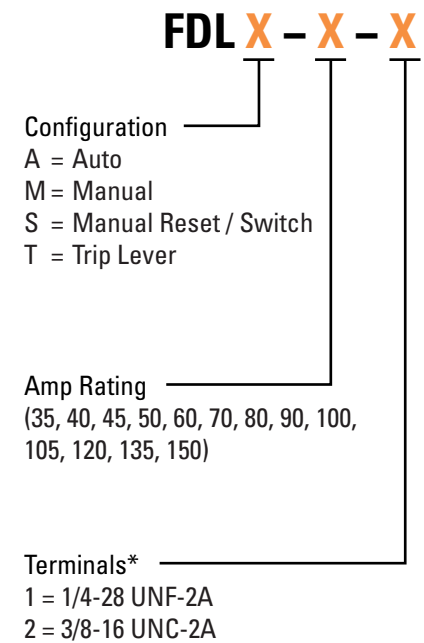 FDL X – X – X
Configuration
A = Auto
M = Manual
S = Manual Reset / Switch
T = Trip Lever
Amp Rating
(35, 40, 45, 50, 60, 70, 80, 90, 100,
105, 120, 135, 150)
Terminals*
1 = 1/4-28 UNF-2A
2 = 3/8-16 UNC-2A